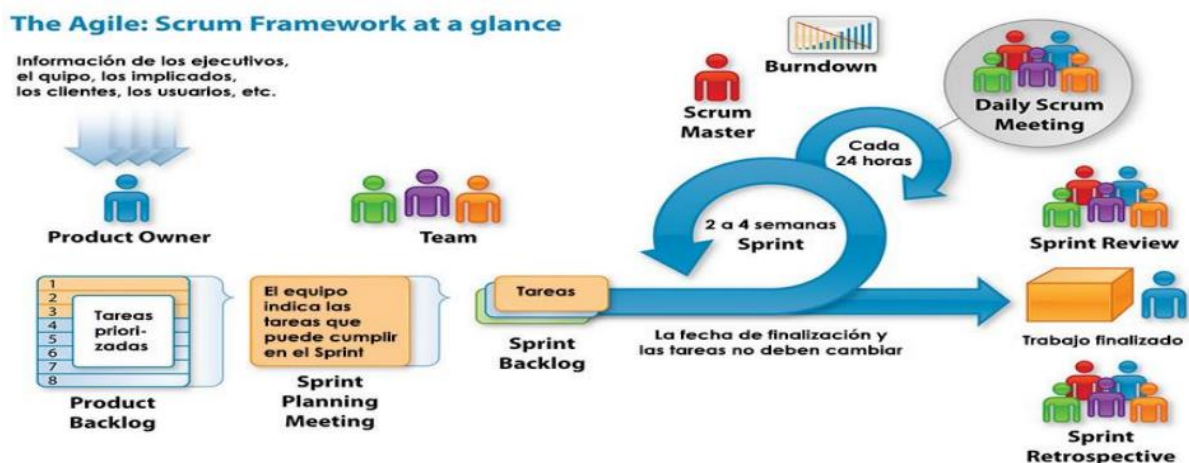 The Agile: Scrum Framework at a glance
Información de los ejecutivos,
el quipo, los implicados,
los clientes, los usuarios, etc.
Product Owner
Team
Scrum
Master
Burndown
Daily Scrum
Meeting
Cada
24 horas
2 a 4 semanas
Sprint
Sprint Review
1
2
3
4
5
6
7
8
Tareas
priori-
zadas
Product
Backlog
El equipo
indica las
tareas que
puede cumplir
en el Sprint
Sprint
Planning
Meeting
Tareas
Sprint
Backlog
La fecha de finalización y
las tareas no deben cambiar
Trabajo finalizado
Sprint
Retrospective